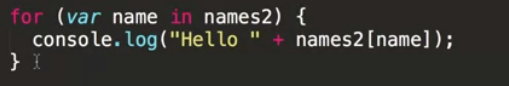 for (var name in names2) {
  console.log("Hello " + names2[name]);
}